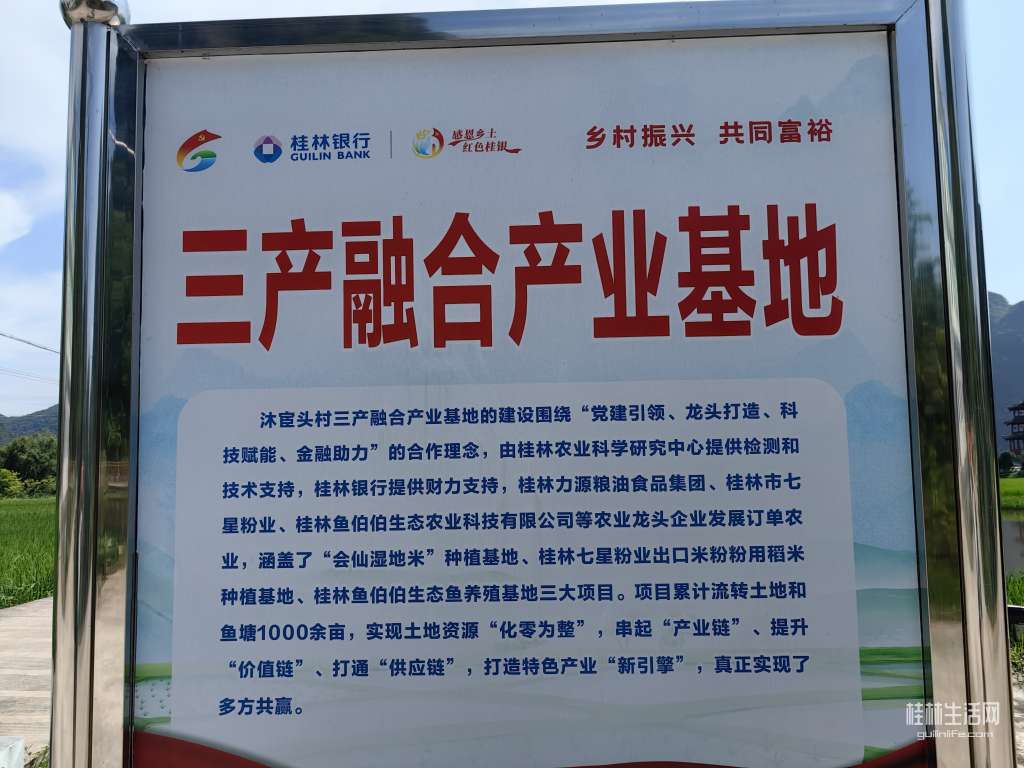 桂林银行
GUILIN BANK
感恩乡土
红色桂银
乡村振兴 共同富裕
三产融合产业基地
沐宦头村三产融合产业基地的建设围绕“党建引领、龙头打造、科
技赋能、金融助力”的合作理念，由桂林农业科学研究中心提供检测和
技术支持，桂林银行提供财力支持，桂林力源粮油食品集团、桂林市七
星粉业、桂林鱼伯伯生态农业科技有限公司等农业龙头企业发展订单农
业，涵盖了“会仙湿地米”种植基地、桂林七星粉业出口米粉粉用稻米
种植基地、桂林鱼伯伯生态鱼养殖基地三大项目。项目累计流转土地和
鱼塘1000余亩，实现土地资源“化零为整”，串起“产业链”、提升
“价值链”、打通“供应链”，打造特色产业“新引擎”，真正实现了
多方共赢。
桂林生活网
guilinlife.com